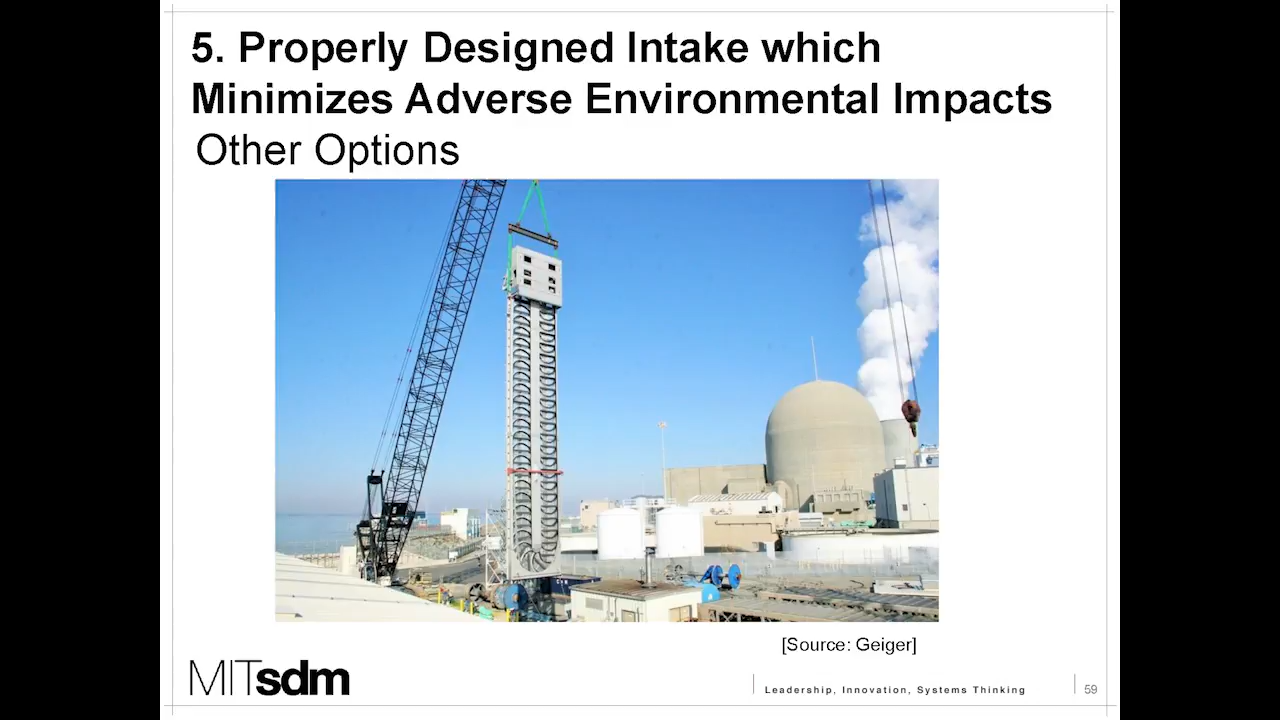 5. Properly Designed Intake which
Minimizes Adverse Environmental Impacts
Other Options
[Source: Geiger]
MITsdm
Leadership, Innovation, Systems Thinking
59